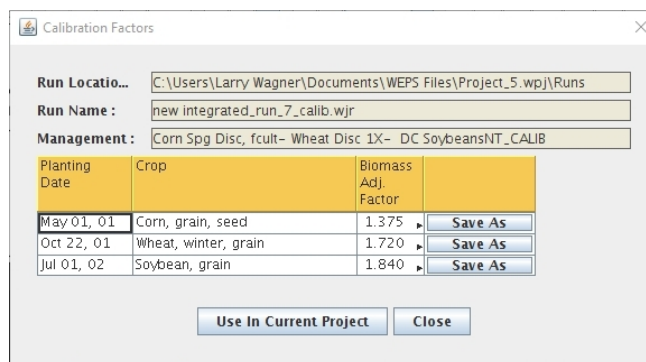 Calibration Factors
Run Locatio... C:\Users\Larry Wagner\Documents\WEPS Files\Project_5.wpj\Runs
Run Name : new integrated_run_7_calib.wjr
Management : Corn Spg Disc, fcult- Wheat Disc 1X- DC SoybeansNT_CALIB
Planting Date Crop Biomass Adj. Factor
May 01, 01 Corn, grain, seed 1.375 Save As
Oct 22, 01 Wheat, winter, grain 1.720 Save As
Jul 01, 02 Soybean, grain 1.840 Save As
Use In Current Project Close